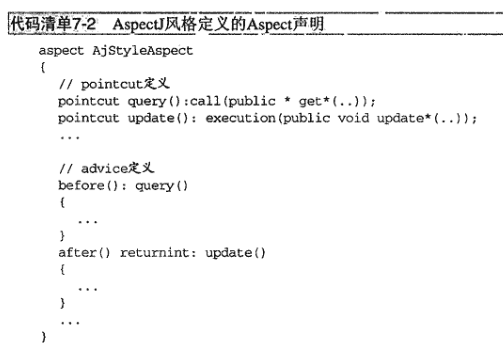 代码清单7-2 AspectJ风格定义的Aspect声明
aspect AjStyleAspect
{
// pointcut定义
pointcut query():call(public * get*(..));
pointcut update(): execution(public void update*(..));
...
// advice定义
before(): query()
{
...
}
after() returnint: update()
{
...
}
...
}